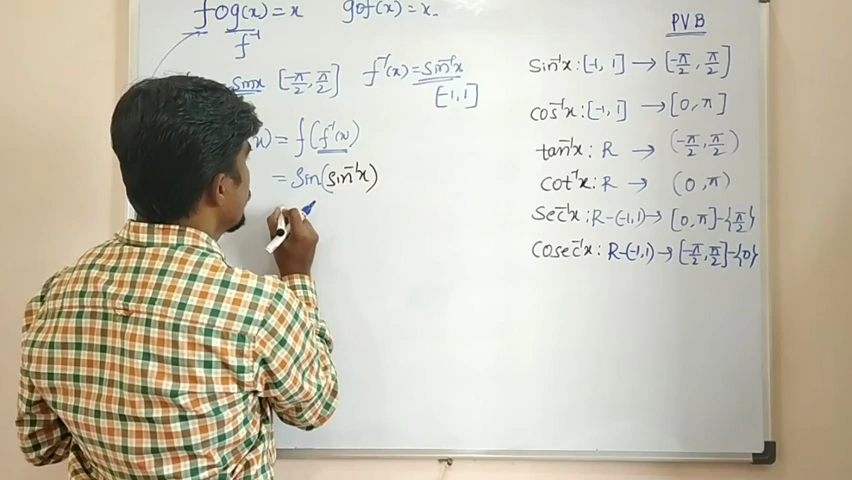 fog(x) = x gof(x) = x.
f⁻¹
sinx [-π/2, π/2] f⁻¹(x) = sin⁻¹x
[-1, 1]
x) = f(f⁻¹(x))
= sin(sin⁻¹x)
PVB
sin⁻¹x : [-1, 1] → [-π/2, π/2]
cos⁻¹x : [-1, 1] → [0, π]
tan⁻¹x : R → (-π/2, π/2)
cot⁻¹x : R → (0, π)
sec⁻¹x : R-(-1,1) → [0, π]-{π/2}
cosec⁻¹x : R-(-1,1) → [-π/2, π/2]-{0}